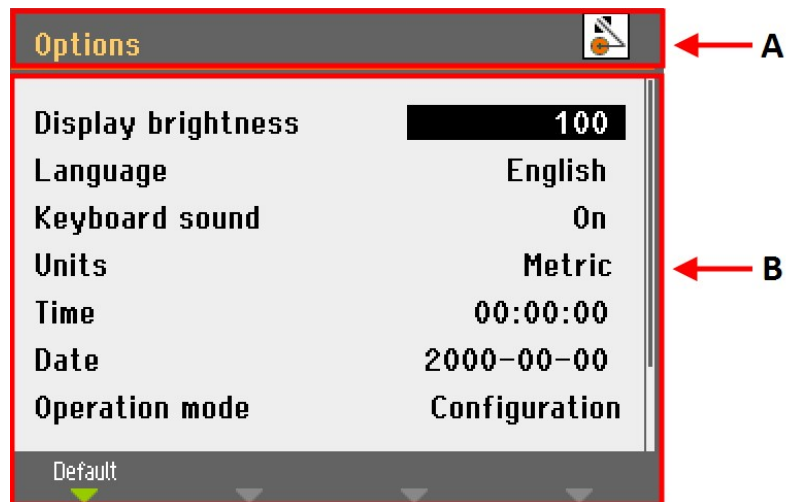 Options
A
Display brightness 100
Language English
Keyboard sound On
Units Metric
B
Time 00:00:00
Date 2000-00-00
Operation mode Configuration
Default